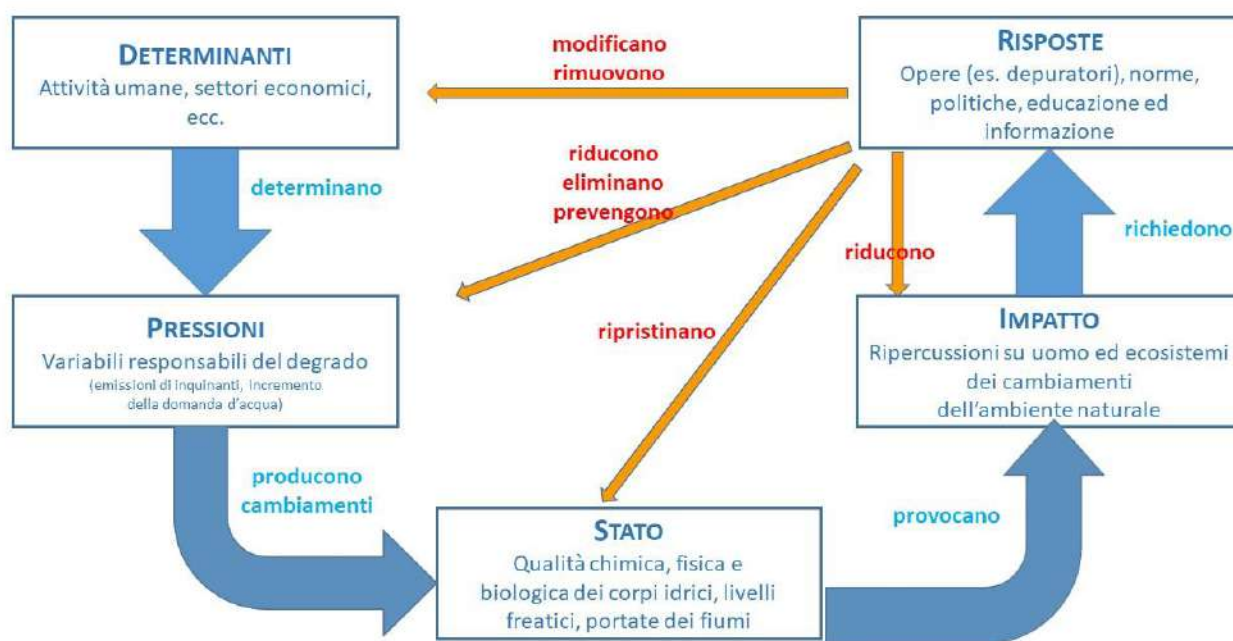 DETERMINANTI
Attività umane, settori economici,
ecc.
modificano
rimuovono
RISPOSTE
Opere (es. depuratori), norme,
politiche, educazione ed
informazione
determinano
riducono
eliminano
prevengono
riducono
richiedono
PRESSIONI
Variabili responsabili del degrado
(emissioni di inquinanti, incremento
della domanda d'acqua)
ripristinano
IMPATTO
Ripercussioni su uomo ed ecosistemi
dei cambiamenti
dell'ambiente naturale
producono
cambiamenti
STATO
Qualità chimica, fisica e
biologica dei corpi idrici, livelli
freatici, portate dei fiumi
provocano